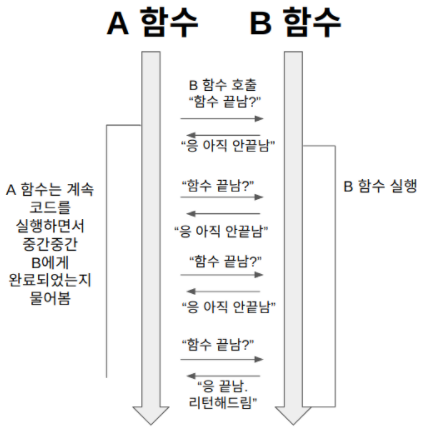 A 함수
B 함수
B 함수 호출
“함수 끝남?”
“응 아직 안끝남”
“함수 끝남?”
“응 아직 안끝남”
“함수 끝남?”
“응 아직 안끝남”
“함수 끝남?”
“응 끝남.
리턴해드림”
A 함수는 계속
코드를
실행하면서
중간중간
B에게
완료되었는지
물어봄
B 함수 실행